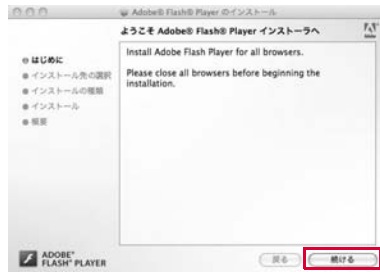 Adobe® Flash® Player のインストール
ようこそ Adobe® Flash® Player インストーラへ
はじめに
インストール先の選択
インストールの種類
インストール
概要
Install Adobe Flash Player for all browsers.
Please close all browsers before beginning the
installation.
ADOBE®
FLASH® PLAYER
戻る
続ける